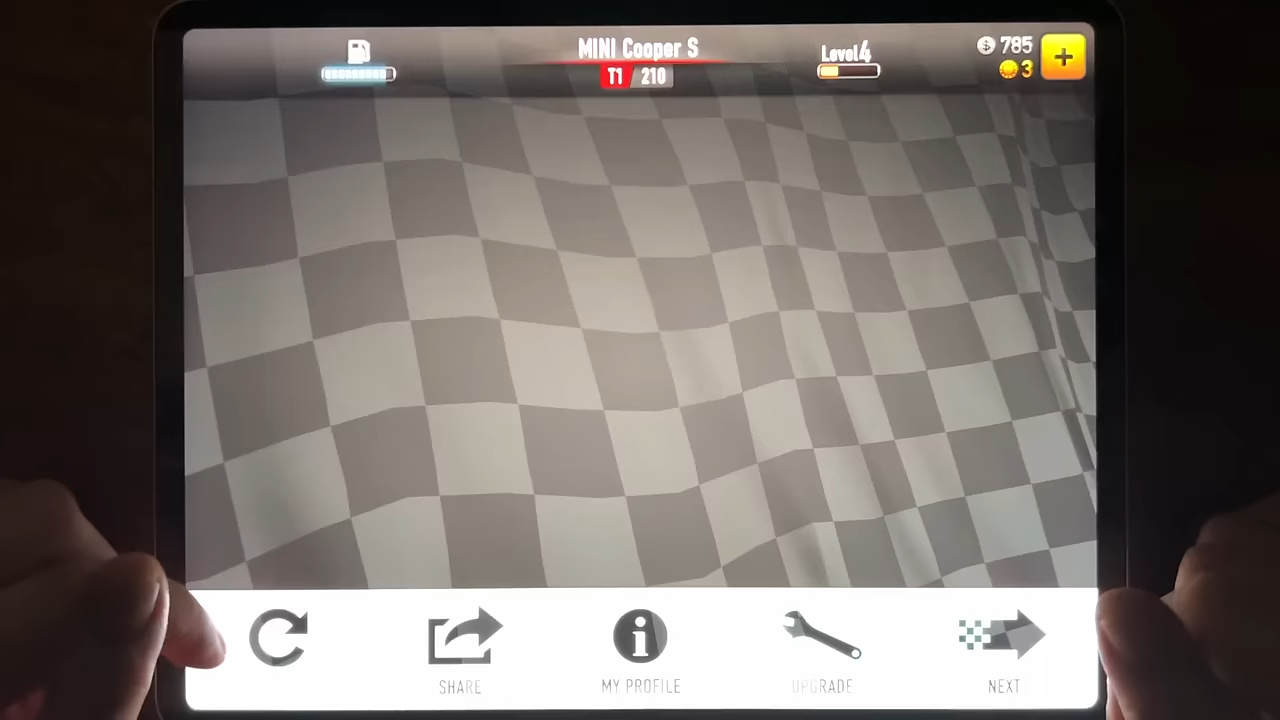 MINI Cooper S
T1 210
Level 4
785
3
SHARE
MY PROFILE
UPGRADE
NEXT